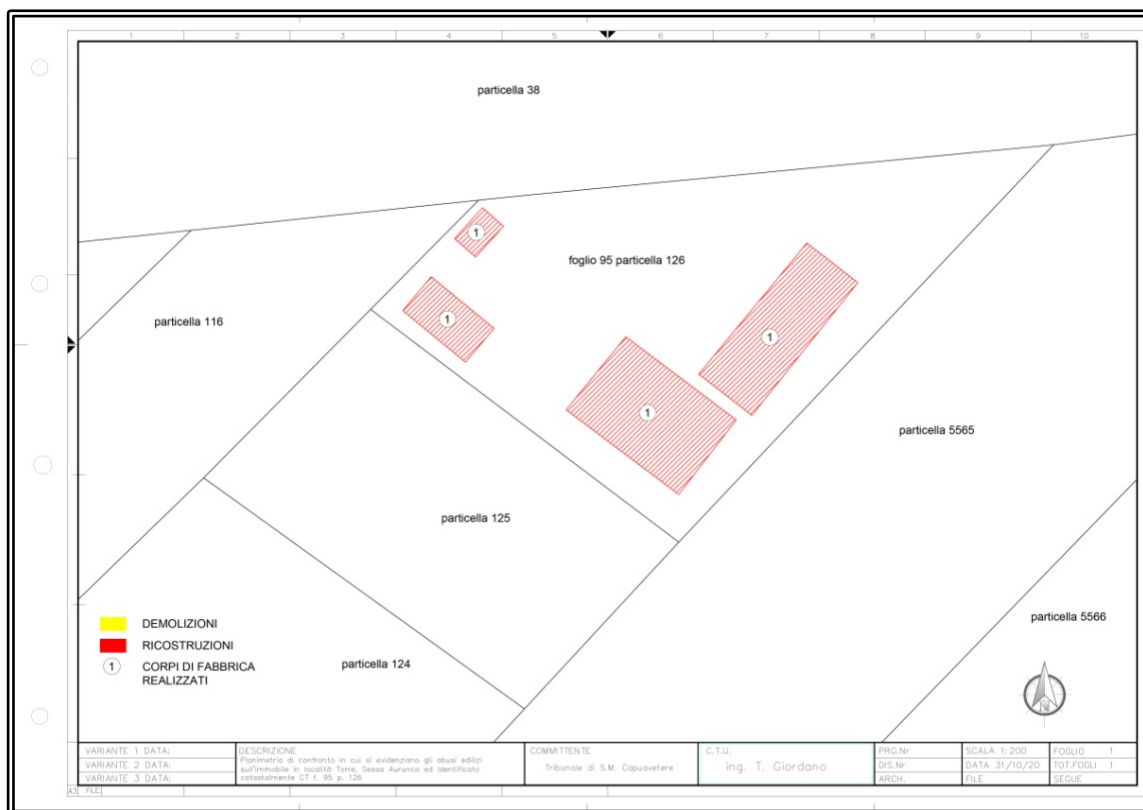 1 2 3 4 5 6 7 8 9 10
particella 38
1
foglio 95 particella 126
particella 116
1
1
1
particella 5565
particella 125
particella 5566
particella 124
DEMOLIZIONI
RICOSTRUZIONI
1 CORPI DI FABBRICA
REALIZZATI
N
VARIANTE 1 DATA:
VARIANTE 2 DATA:
VARIANTE 3 DATA:
DESCRIZIONE
Planimetria di confronto in cui si evidenziano gli abusi edilizi
sull'immobile in località Torre, Sessa Aurunca ed identificato
catastalmente CT f. 95 p. 126
COMMITTENTE
Tribunale di S.M. Capuavetere
C.T.U.
ing. T. Giordano
PRG.Nr
DIS.Nr
ARCH.
SCALA 1:200
DATA 31/10/20
FILE
FOGLIO 1
TOT.FOGLI 1
SEGUE
A3 FILE: